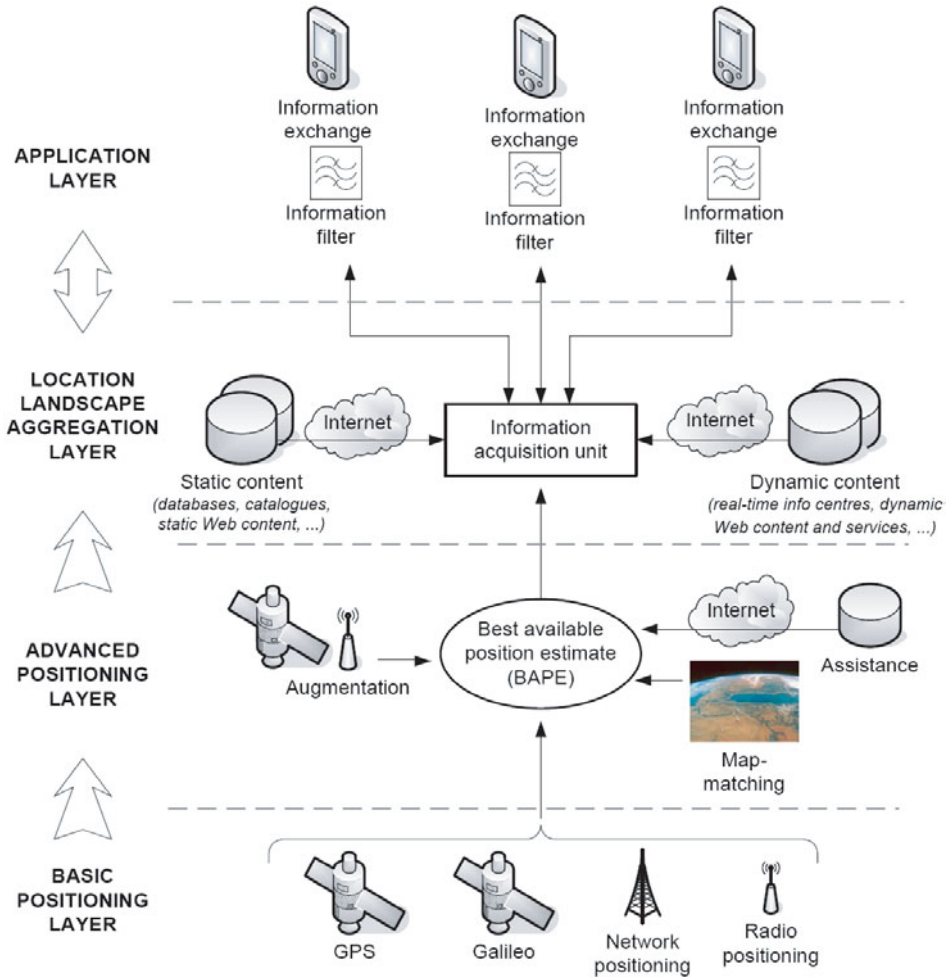 Information
exchange
Information
exchange
Information
exchange
APPLICATION
LAYER
Information
filter
Information
filter
Information
filter
LOCATION
LANDSCAPE
AGGREGATION
LAYER
Internet
Information
acquisition unit
Internet
Static content
(databases, catalogues,
static Web content, ...)
Dynamic content
(real-time info centres, dynamic
Web content and services, ...)
ADVANCED
POSITIONING
LAYER
Augmentation
Best available
position estimate
(BAPE)
Internet
Assistance
Map-
matching
BASIC
POSITIONING
LAYER
GPS
Galileo
Network
positioning
Radio
positioning